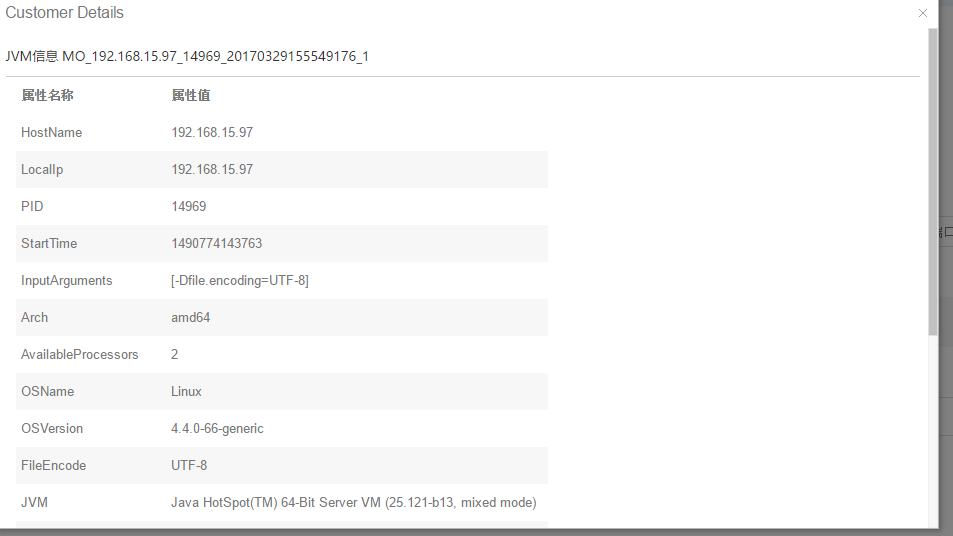 Customer Details
JVM信息 MO_192.168.15.97_14969_20170329155549176_1
属性名称 属性值
HostName 192.168.15.97
LocalIp 192.168.15.97
PID 14969
StartTime 1490774143763
InputArguments [-Dfile.encoding=UTF-8]
Arch amd64
AvailableProcessors 2
OSName Linux
OSVersion 4.4.0-66-generic
FileEncode UTF-8
JVM Java HotSpot(TM) 64-Bit Server VM (25.121-b13, mixed mode)